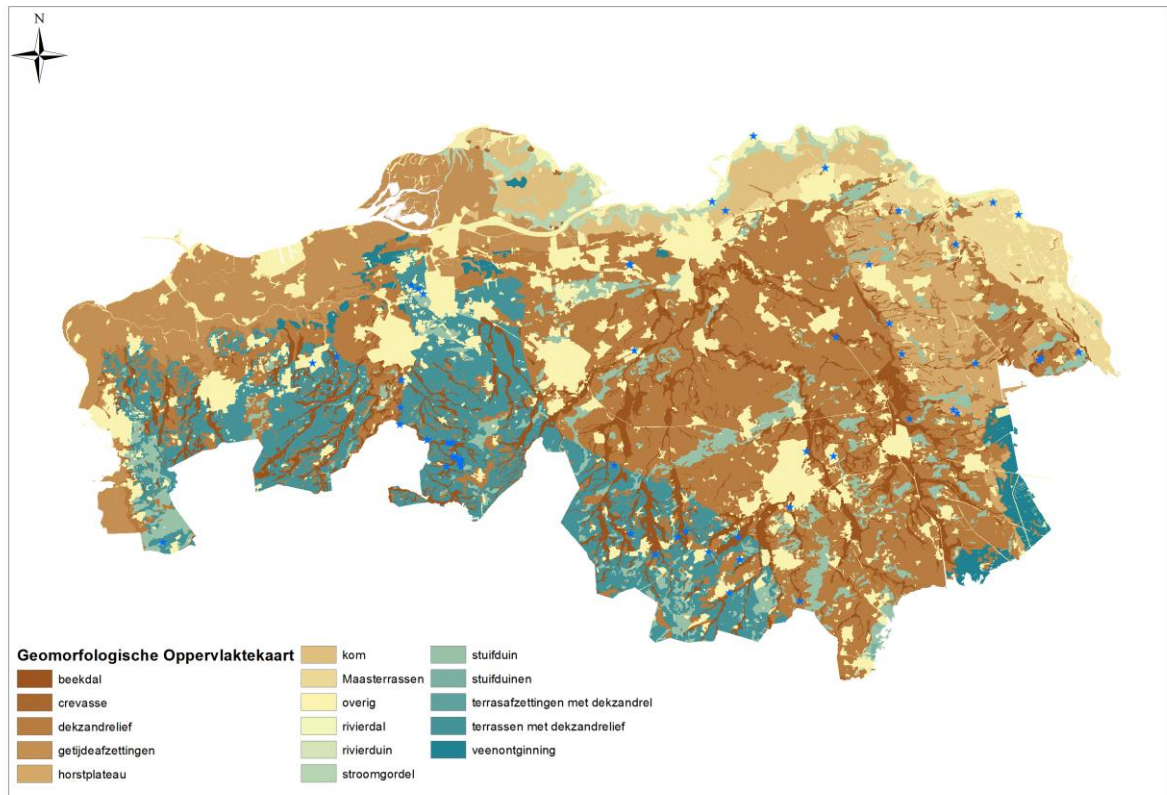 N
Geomorfologische Oppervlaktekaart
beekdal
crevasse
dekzandrelief
getijdeafzettingen
horstplateau
kom
Maasterrassen
overig
rivierdal
rivierduin
stroomgordel
stuifduin
stuifduinen
terrasafzettingen met dekzandrel
terrassen met dekzandrelief
veenontginning